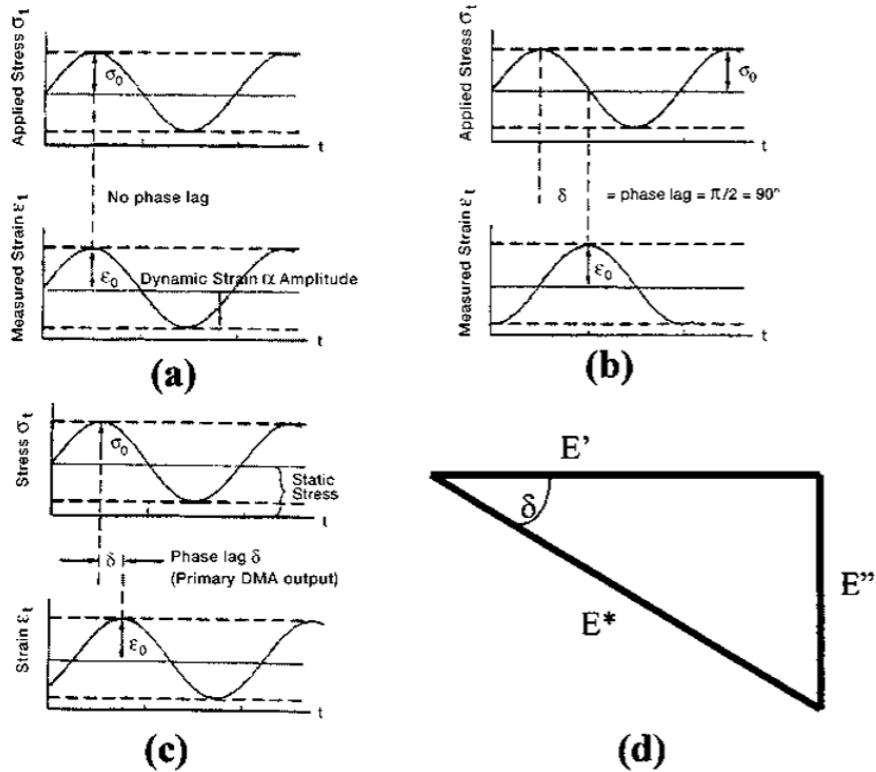 Applied Stress σt
σ0
t
No phase lag
Measured Strain εt
ε0
Dynamic Strain α Amplitude
t
(a)
Applied Stress σt
σ0
t
δ = phase lag = π/2 = 90°
Measured Strain εt
ε0
t
(b)
Stress σt
σ0
Static
Stress
t
δ
Phase lag δ
(Primary DMA output)
Strain εt
ε0
t
(c)
E’
δ
E*
E”
(d)